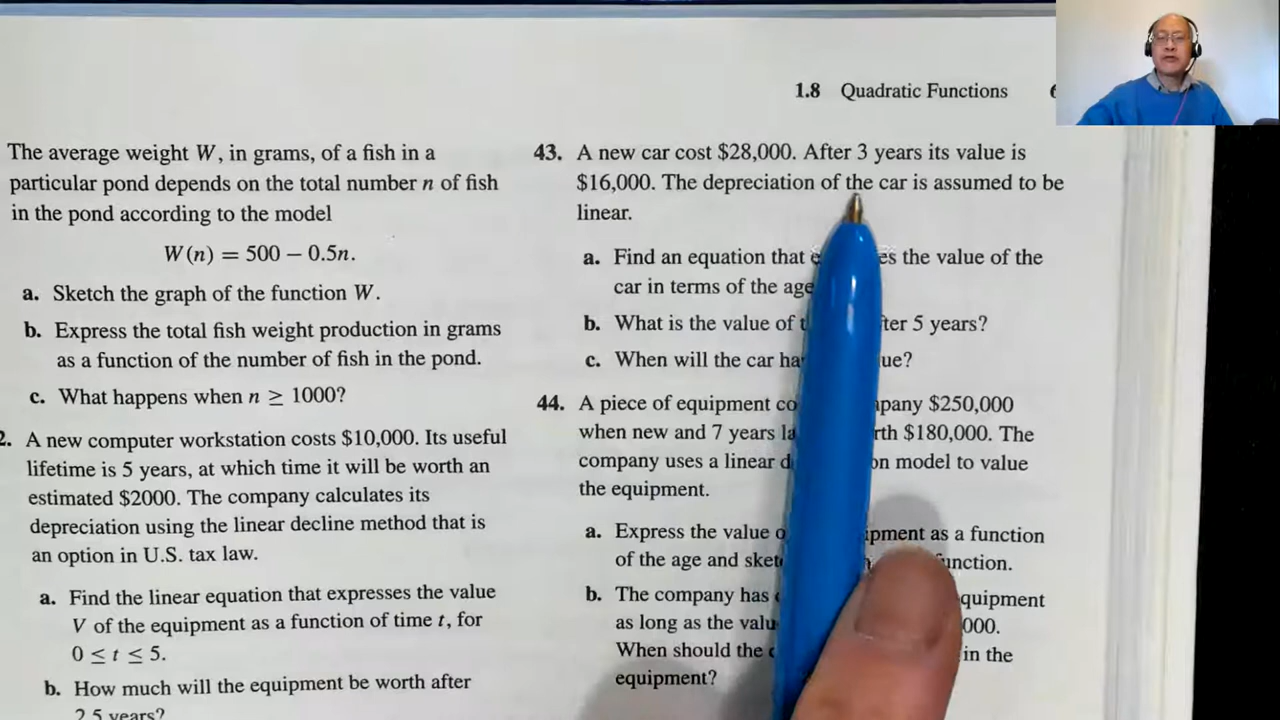 1.8 Quadratic Functions
The average weight W, in grams, of a fish in a
particular pond depends on the total number n of fish
in the pond according to the model
W(n) = 500 – 0.5n.
a. Sketch the graph of the function W.
b. Express the total fish weight production in grams
as a function of the number of fish in the pond.
c. What happens when n ≥ 1000?
2. A new computer workstation costs $10,000. Its useful
lifetime is 5 years, at which time it will be worth an
estimated $2000. The company calculates its
depreciation using the linear decline method that is
an option in U.S. tax law.
a. Find the linear equation that expresses the value
V of the equipment as a function of time t, for
0 ≤ t ≤ 5.
b. How much will the equipment be worth after
2.5 years?
43. A new car cost $28,000. After 3 years its value is
$16,000. The depreciation of the car is assumed to be
linear.
a. Find an equation that es the value of the
car in terms of the age
b. What is the value of ter 5 years?
c. When will the car ha ue?
44. A piece of equipment co pany $250,000
when new and 7 years la rth $180,000. The
company uses a linear d on model to value
the equipment.
a. Express the value o ipment as a function
of the age and sket unction.
b. The company has quipment
as long as the valu 000.
When should the in the
equipment?